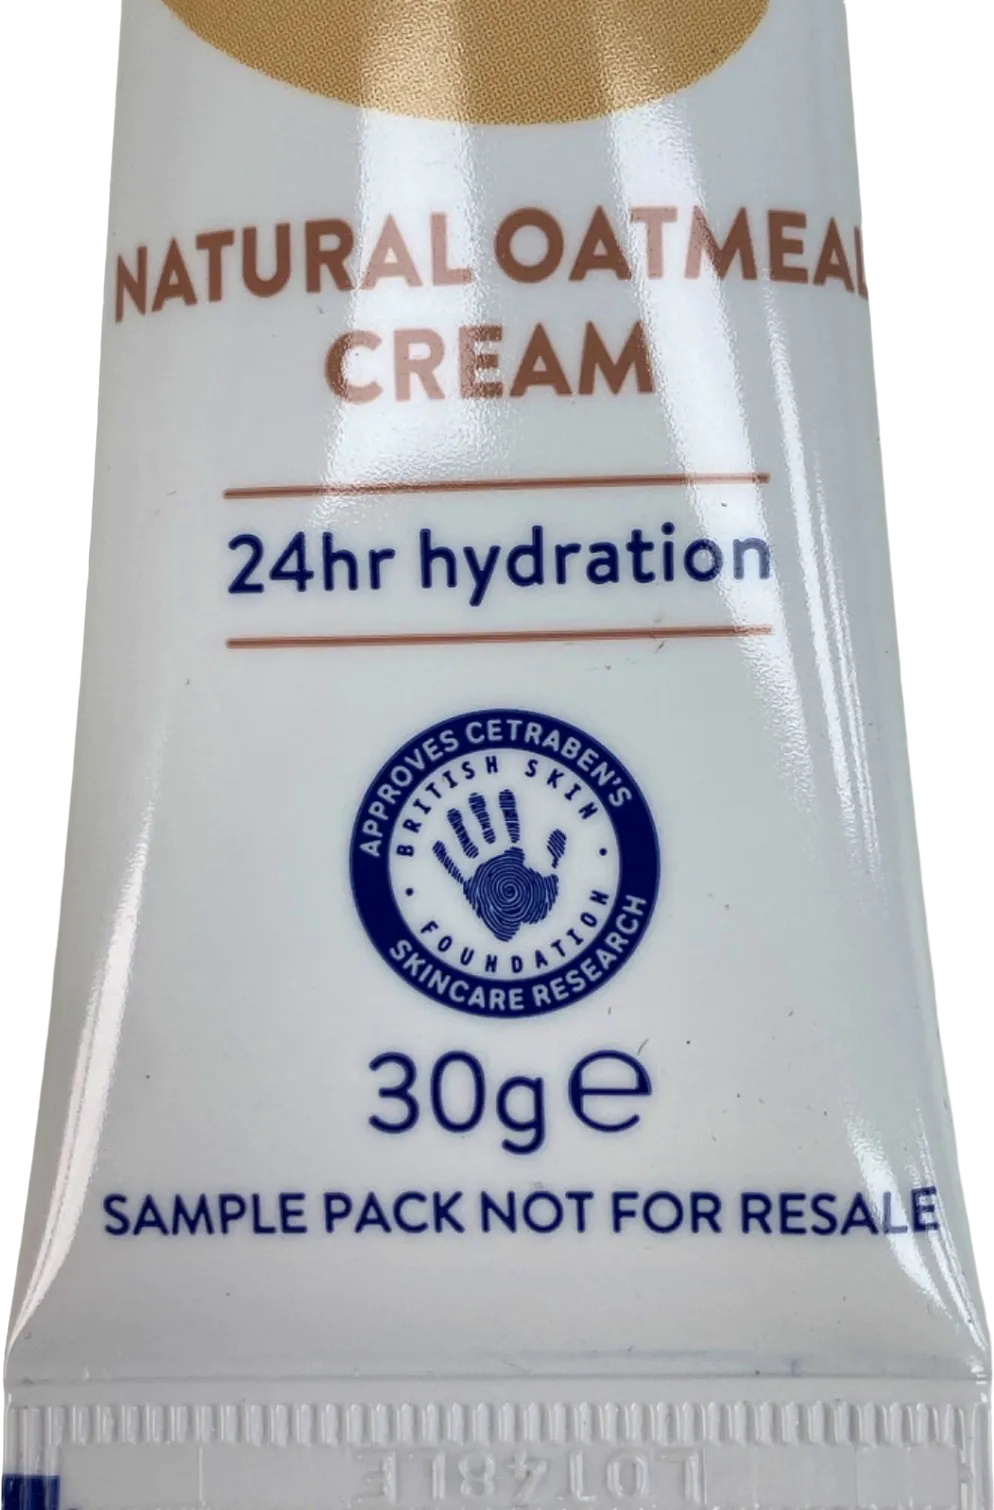 NATURAL OATMEAL
CREAM
24hr hydration
APPROVES CETRABEN'S
BRITISH SKIN
FOUNDATION
SKINCARE RESEARCH
30g e
SAMPLE PACK NOT FOR RESALE